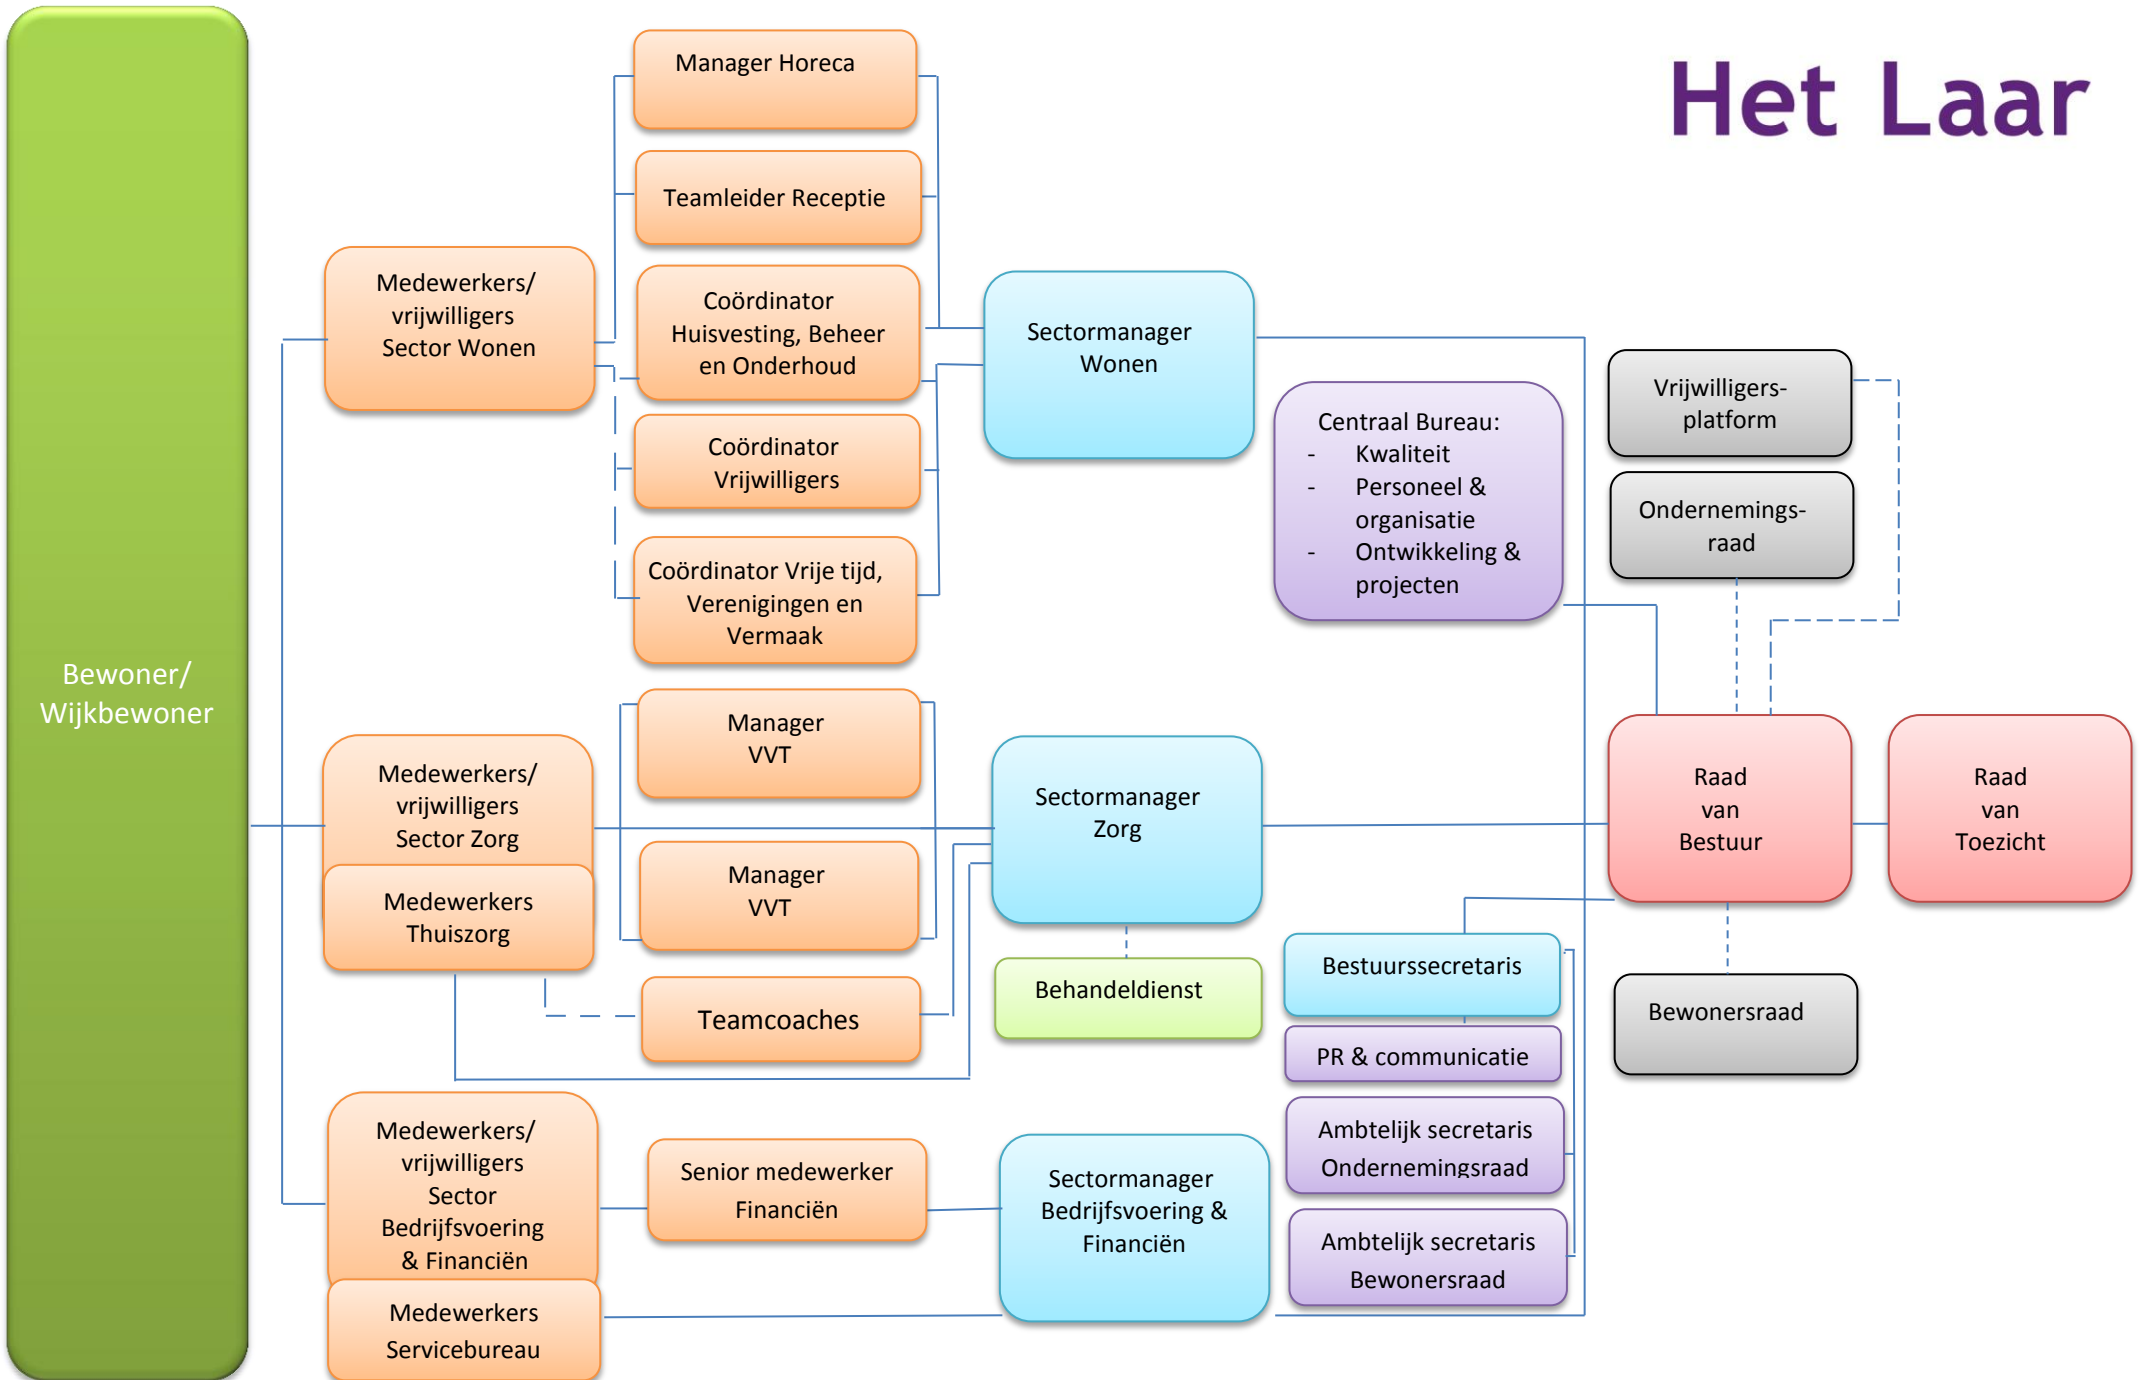 Het Laar
Manager Horeca
Teamleider Receptie
Medewerkers/
vrijwilligers
Sector Wonen
Coördinator
Huisvesting, Beheer
en Onderhoud
Coördinator
Vrijwilligers
Coördinator Vrije tijd,
Verenigingen en
Vermaak
Sectormanager
Wonen
Centraal Bureau:
- Kwaliteit
- Personeel &
organisatie
- Ontwikkeling &
projecten
Vrijwilligers-
platform
Ondernemings-
raad
Bewoner/
Wijkbewoner
Medewerkers/
vrijwilligers
Sector Zorg
Medewerkers
Thuiszorg
Manager
VVT
Manager
VVT
Teamcoaches
Sectormanager
Zorg
Behandeldienst
Raad
van
Bestuur
Raad
van
Toezicht
Bestuurssecretaris
PR & communicatie
Ambtelijk secretaris
Ondernemingsraad
Ambtelijk secretaris
Bewonersraad
Bewonersraad
Medewerkers/
vrijwilligers
Sector
Bedrijfsvoering
& Financiën
Medewerkers
Servicebureau
Senior medewerker
Financiën
Sectormanager
Bedrijfsvoering &
Financiën